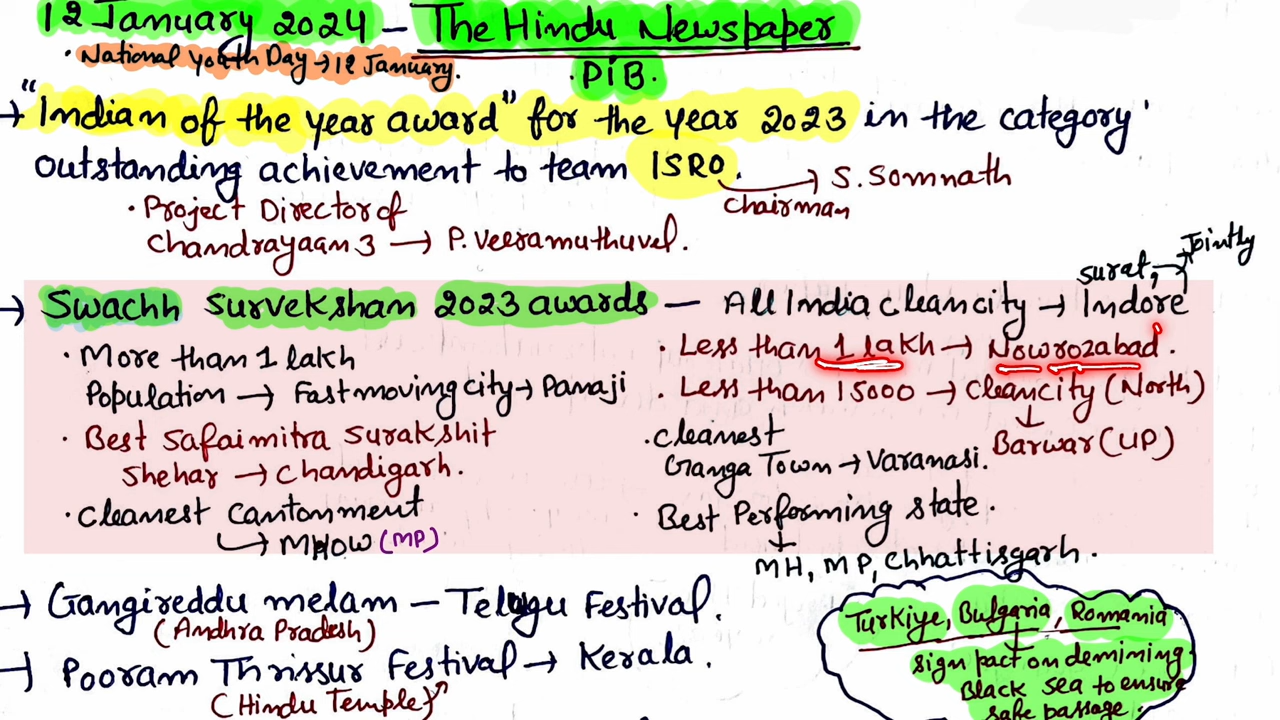 12 January 2024 - The Hindu Newspaper
· National Youth Day → 12 January.
· PiB.
→ "Indian of the year award" for the year 2023 in the category
outstanding achievement to team ISRO.
chairman → S. Somnath
· Project Director of
Chandrayaan 3 → P. Veeramuthuvel.
surat, → Jointly
→ Swachh Surveksham 2023 awards - All India clean city → Indore
· More than 1 lakh
Population → Fast moving city → Panaji
· Best Safaimitra Surakshit
Shehar → Chandigarh.
· Cleanest Cantonment
→ MHOW (MP)
· Less than 1 lakh → Nowrozabad.
· Less than 15000 → Clean city (North)
↓
Barwar (UP)
· cleanest
Ganga Town → Varanasi.
· Best Performing state.
↓
MH, MP, Chhattisgarh.
→ Gangireddu melam - Telugu Festival.
(Andhra Pradesh)
→ Pooram Thrissur Festival → Kerala.
(Hindu Temple)
Turkiye, Bulgaria, Romania
sign pact on demining
Black sea to ensure
safe passage.